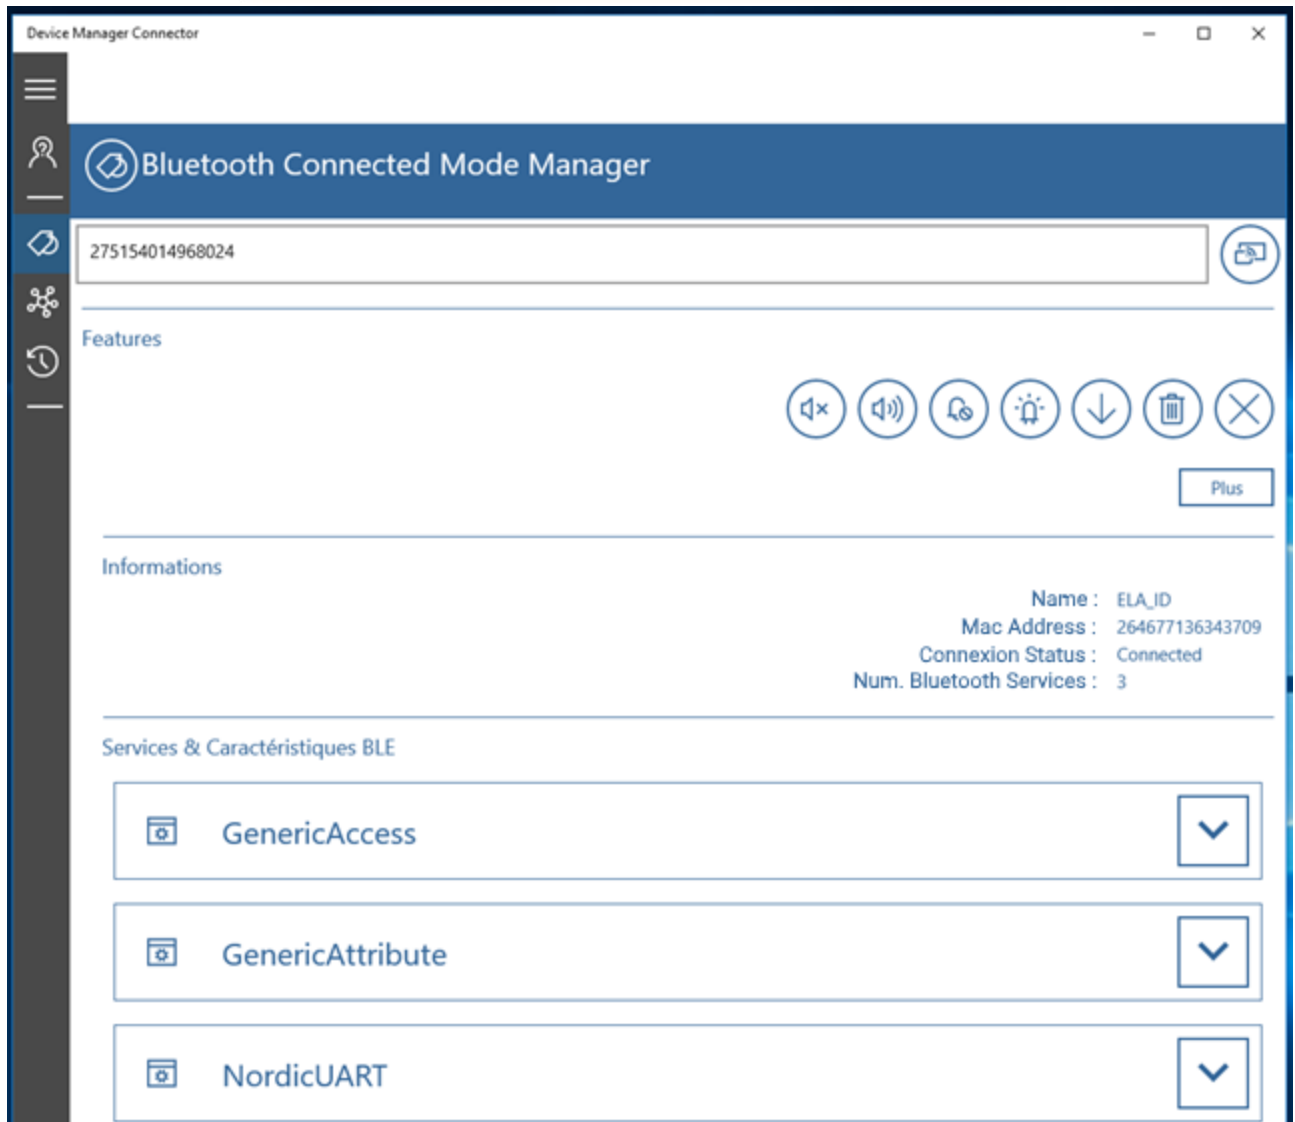 Device Manager Connector
Bluetooth Connected Mode Manager
275154014968024
Features
Plus
Informations
Name : ELA_ID
Mac Address : 264677136343709
Connexion Status : Connected
Num. Bluetooth Services : 3
Services & Caractéristiques BLE
GenericAccess
GenericAttribute
NordicUART